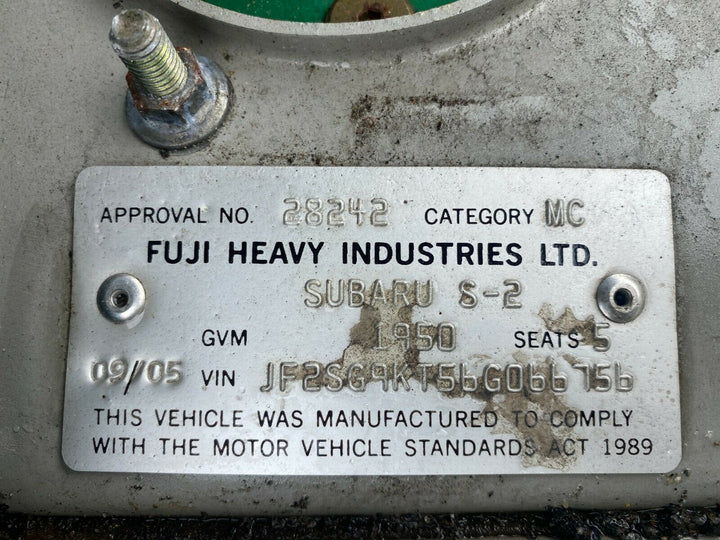 APPROVAL NO. 28242 CATEGORY MC
FUJI HEAVY INDUSTRIES LTD.
SUBARU S-2
GVM 1950 SEATS 5
09/05 VIN JF2SG9KT56G066756
THIS VEHICLE WAS MANUFACTURED TO COMPLY
WITH THE MOTOR VEHICLE STANDARDS ACT 1989